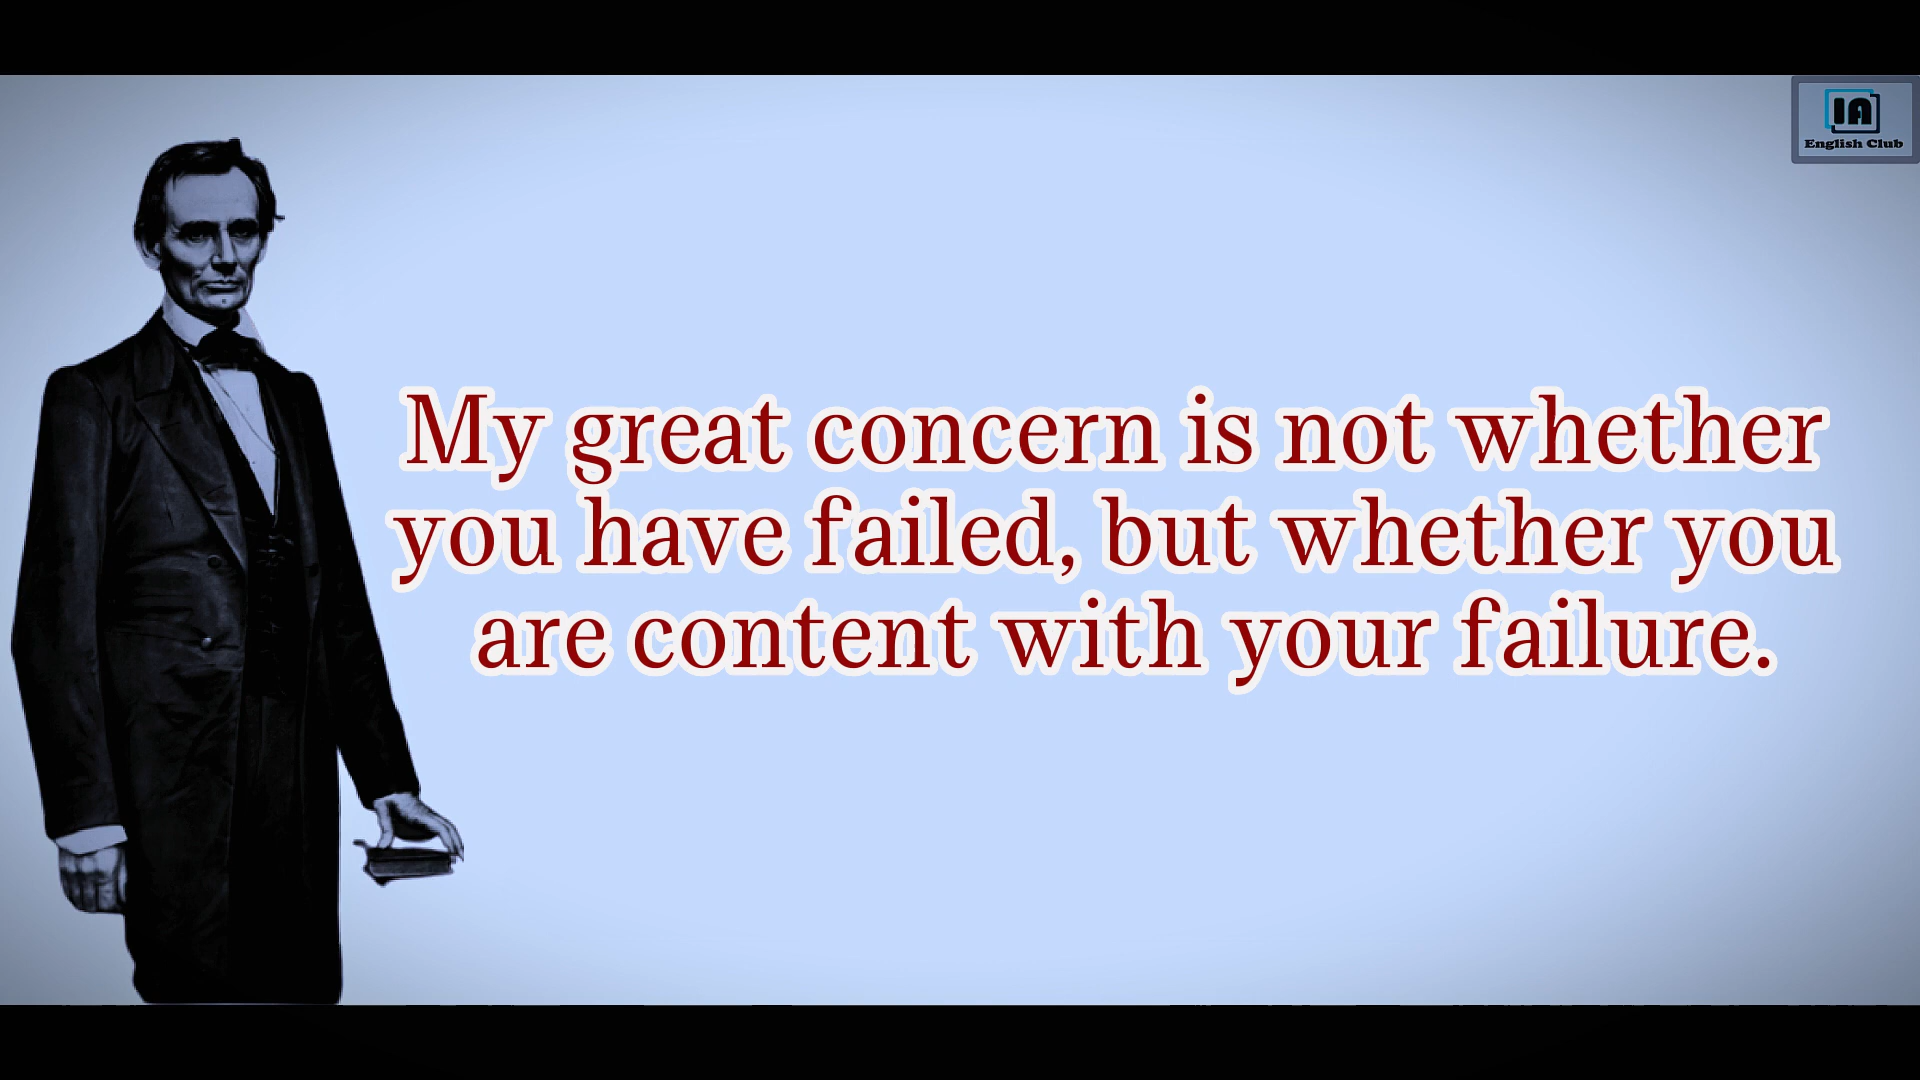 IA
English Club
My great concern is not whether
you have failed, but whether you
are content with your failure.